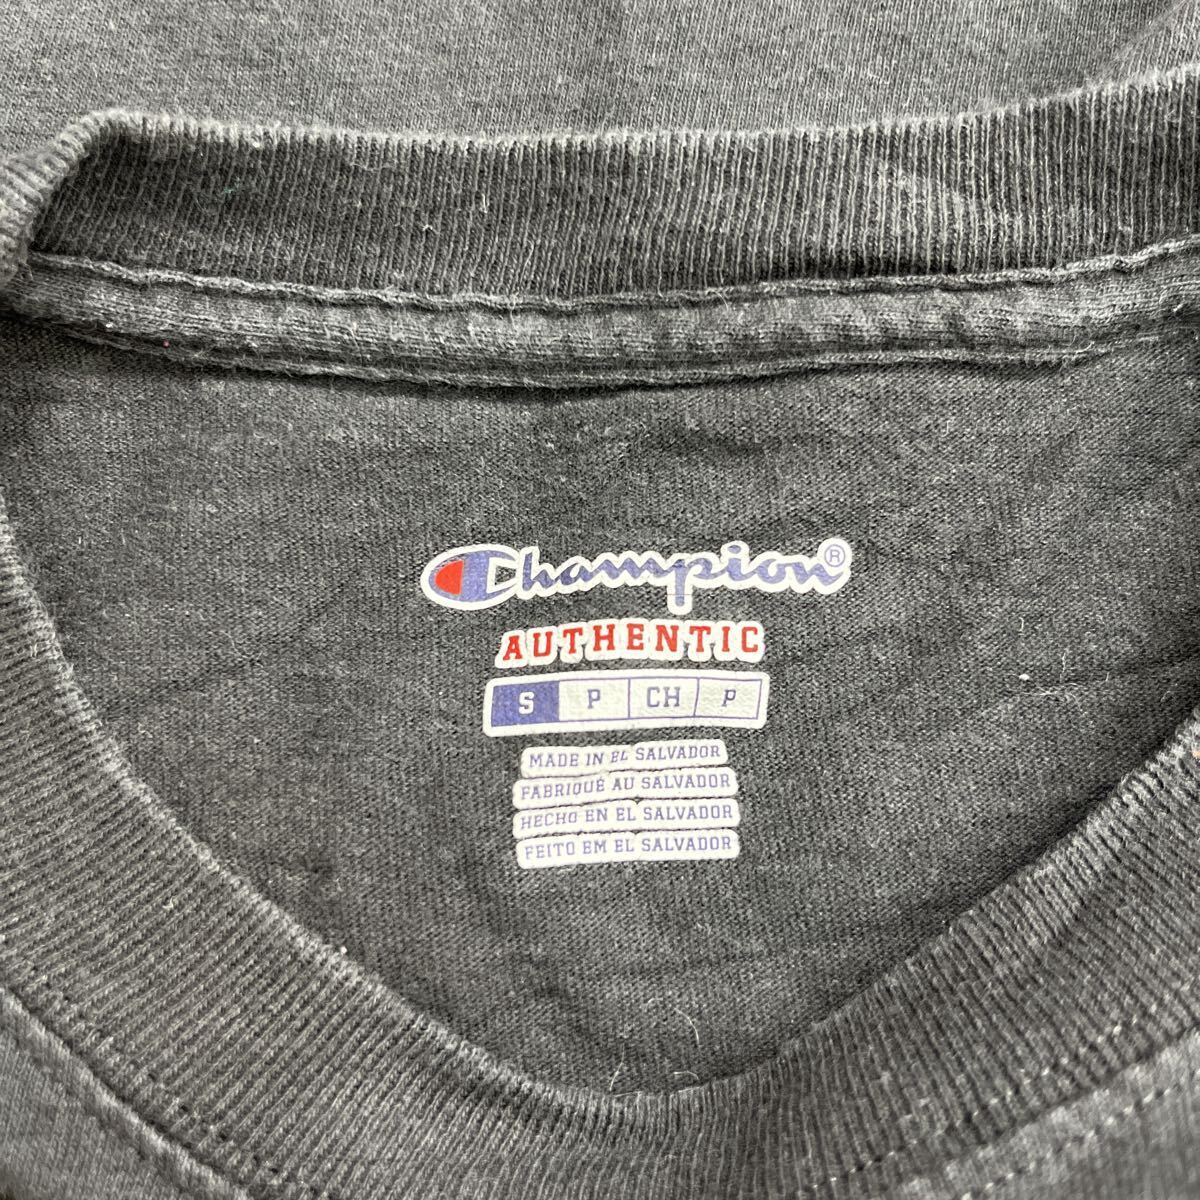 Champion®
AUTHENTIC
S P CH P
MADE IN EL SALVADOR
FABRIQUÉ AU SALVADOR
HECHO EN EL SALVADOR
FEITO EM EL SALVADOR